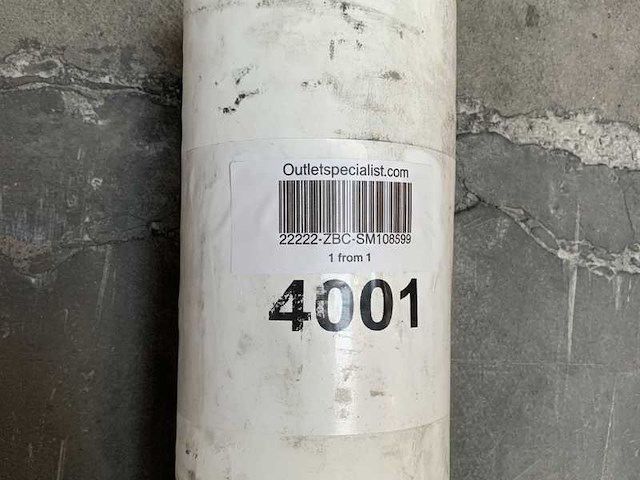 Outletspecialist.com
22222-ZBC-SM108599
1 from 1
4001